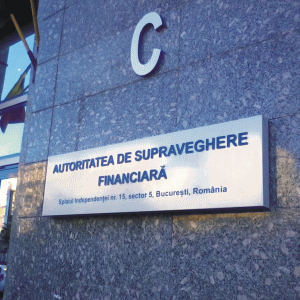 C
AUTORITATEA DE SUPRAVEGHERE
FINANCIARĂ
Splaiul Independenței nr. 15, sector 5, București, România